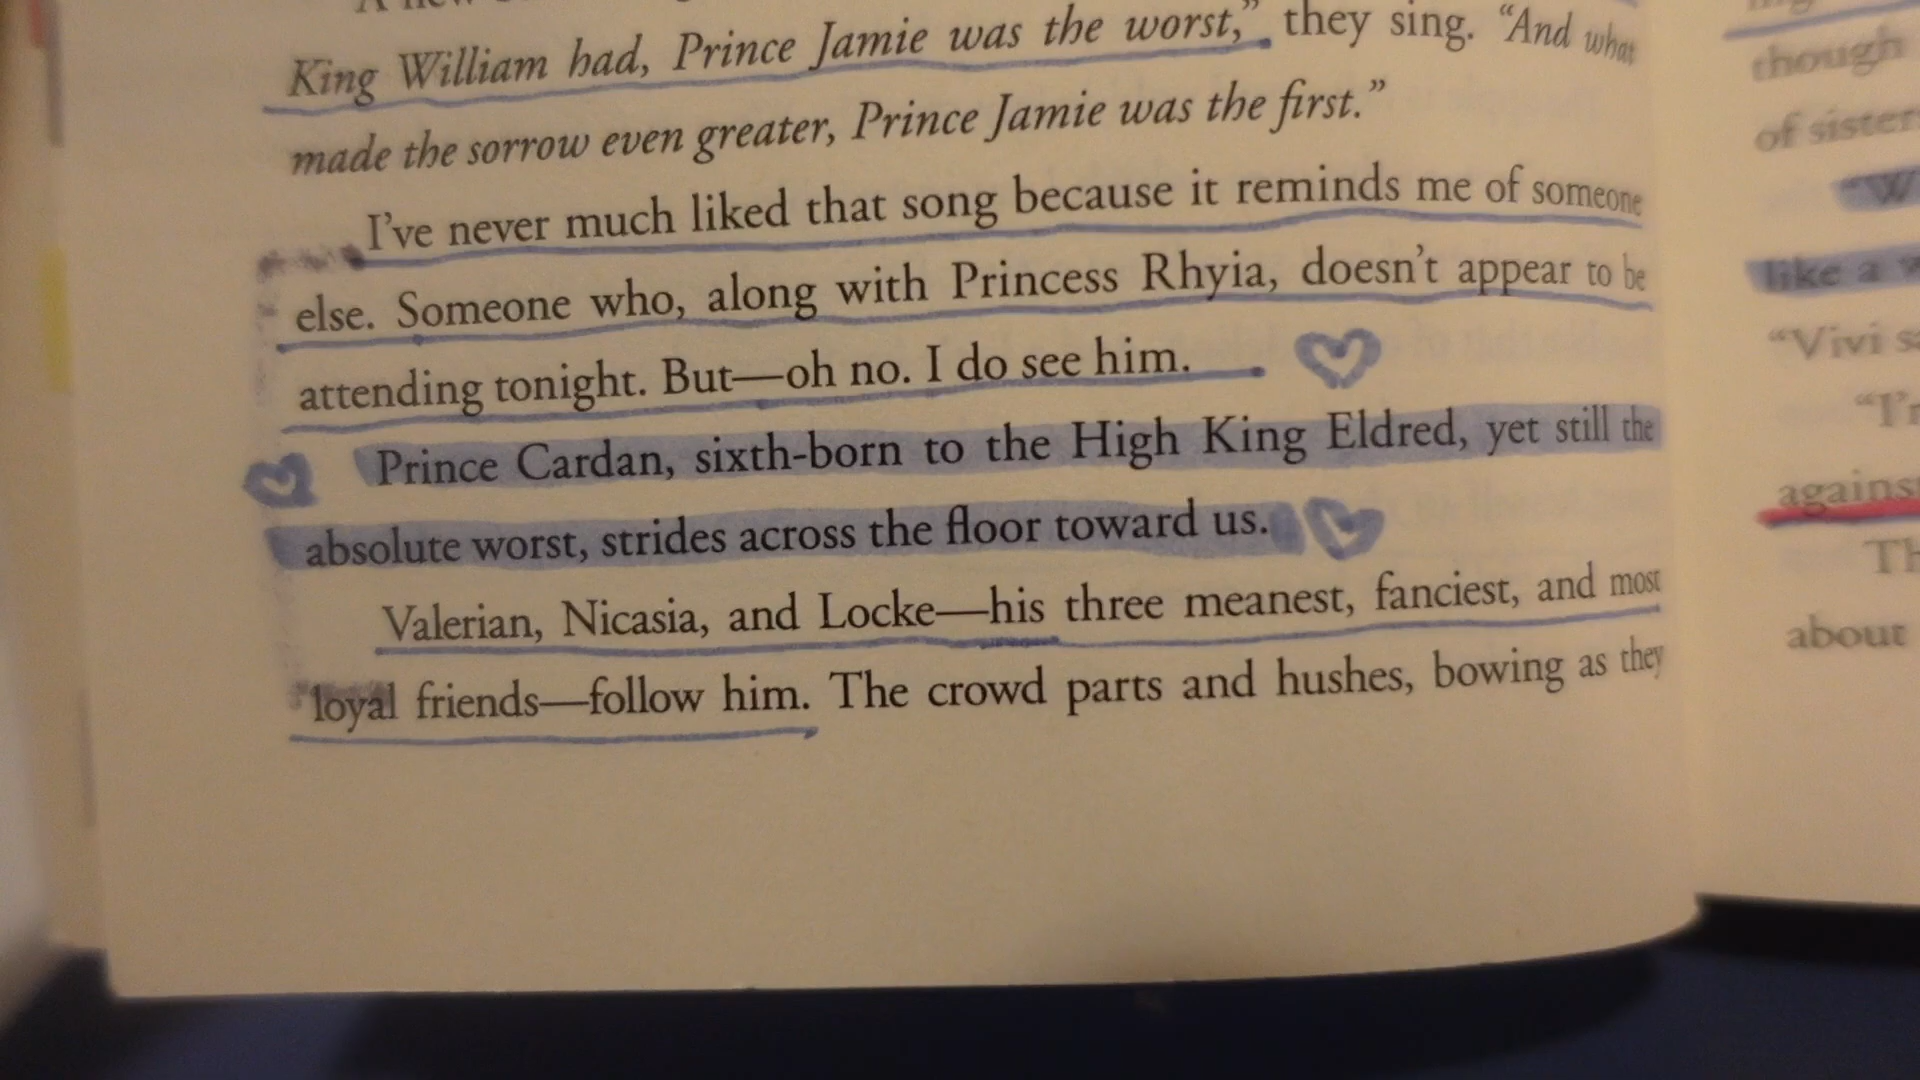 A new
King William had, Prince Jamie was the worst,” they sing. “And what
made the sorrow even greater, Prince Jamie was the first.”
I’ve never much liked that song because it reminds me of someone
else. Someone who, along with Princess Rhyia, doesn’t appear to be
attending tonight. But—oh no. I do see him.
Prince Cardan, sixth-born to the High King Eldred, yet still the
absolute worst, strides across the floor toward us.
Valerian, Nicasia, and Locke—his three meanest, fanciest, and most
loyal friends—follow him. The crowd parts and hushes, bowing as they
though
of sister
like a
“Vivi
against
about